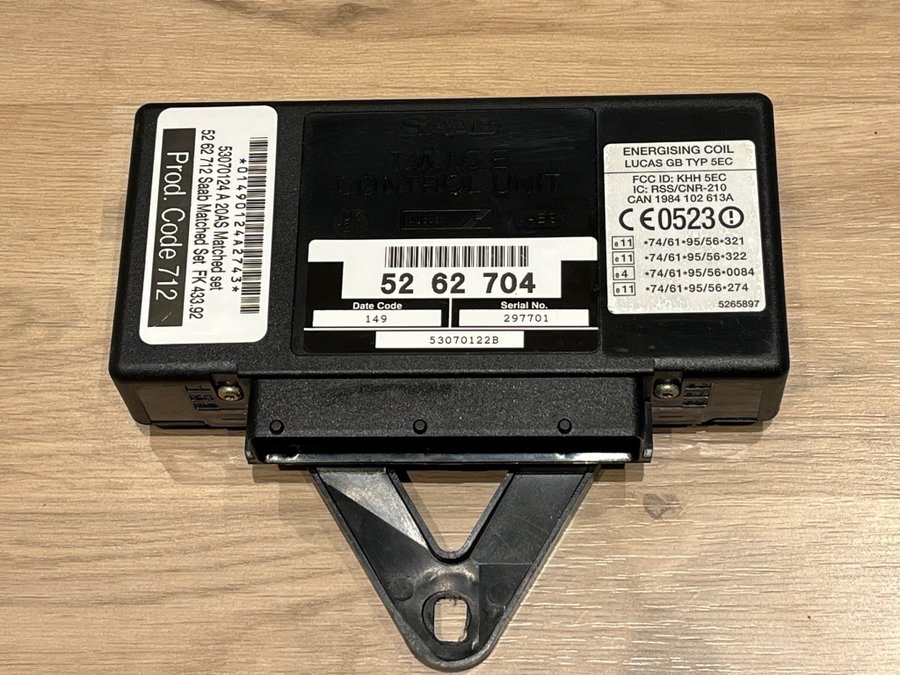 *01490124A2743*
53070124 A 20AS Matched set
52 62 712 Saab Matched Set FK 433.92
Prod. Code 712
SAAB
TWICE
CONTROL UNIT
52 62 704
Date Code
Serial No.
149
297701
53070122B
ENERGISING COIL
LUCAS GB TYP 5EC
FCC ID: KHH 5EC
IC: RSS/CNR-210
CAN 1984 102 613A
CE0523
e11 *74/61*95/56*321
e11 *74/61*95/56*322
e4 *74/61*95/56*0084
e11 *74/61*95/56*274
5265897